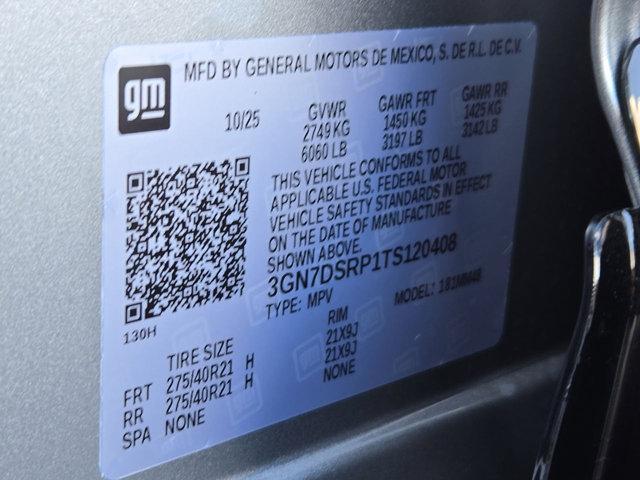 gm
MFD BY GENERAL MOTORS DE MEXICO, S. DE R.L. DE C.V.
10/25 GVWR GAWR FRT GAWR RR
2749 KG 1450 KG 1425 KG
6060 LB 3197 LB 3142 LB
THIS VEHICLE CONFORMS TO ALL
APPLICABLE U.S. FEDERAL MOTOR
VEHICLE SAFETY STANDARDS IN EFFECT
ON THE DATE OF MANUFACTURE
SHOWN ABOVE.
3GN7DSRP1TS120408
TYPE: MPV MODEL: 181MM48
130H
TIRE SIZE RIM
FRT 275/40R21 H 21X9J
RR 275/40R21 H 21X9J
SPA NONE NONE